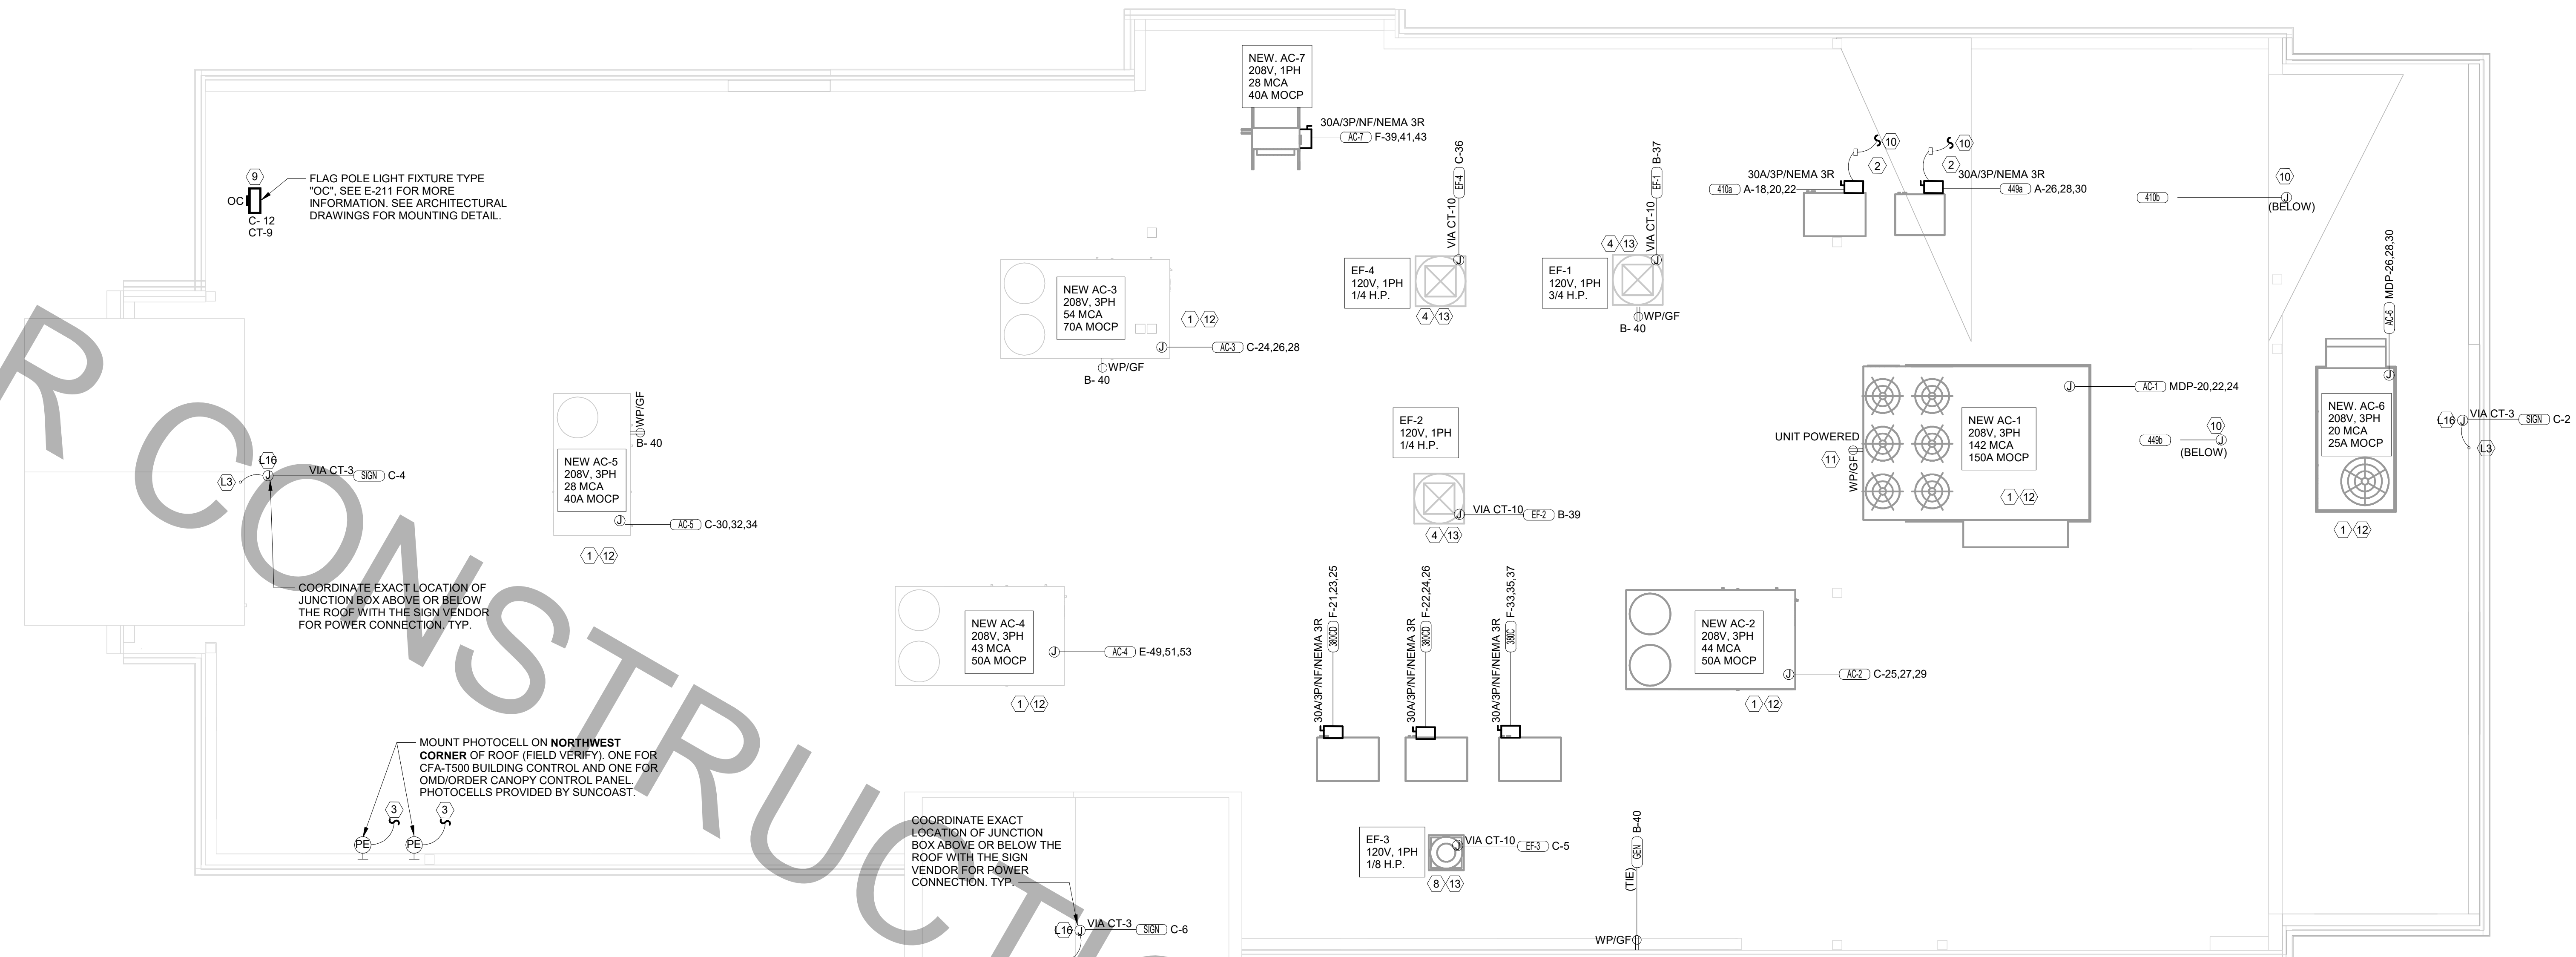 NEW. AC-7
208V, 1PH
28 MCA
40A MOCP
30A/3P/NF/NEMA 3R
AC-7 F-39,41,43
9
FLAG POLE LIGHT FIXTURE TYPE
"OC", SEE E-211 FOR MORE
INFORMATION. SEE ARCHITECTURAL
DRAWINGS FOR MOUNTING DETAIL.
OC
C- 12
CT-9
EF-4 C-36
VIA CT-10
J
EF-4
120V, 1PH
1/4 H.P.
4 13
EF-1 B-37
VIA CT-10
4 13
J
EF-1
120V, 1PH
3/4 H.P.
WP/GF
B- 40
10
2
30A/3P/NEMA 3R
410a A-18,20,22
10
2
30A/3P/NEMA 3R
449a A-26,28,30
10
410b
J
(BELOW)
AC-6 MDP-26,28,30
J
NEW. AC-6
208V, 3PH
20 MCA
25A MOCP
1 12
L16 J VIA CT-3 SIGN C-2
L3
NEW AC-3
208V, 3PH
54 MCA
70A MOCP
1 12
J AC-3 C-24,26,28
WP/GF
B- 40
EF-2
120V, 1PH
1/4 H.P.
J VIA CT-10 EF-2 B-39
4 13
UNIT POWERED
11
WP/GF
NEW AC-1
208V, 3PH
142 MCA
150A MOCP
1 12
J AC-1 MDP-20,22,24
10
449b
J
(BELOW)
WP/GF
B- 40
NEW AC-5
208V, 3PH
28 MCA
40A MOCP
J AC-5 C-30,32,34
1 12
L16
L3 J VIA CT-3 SIGN C-4
COORDINATE EXACT LOCATION OF
JUNCTION BOX ABOVE OR BELOW
THE ROOF WITH THE SIGN VENDOR
FOR POWER CONNECTION. TYP.
NEW AC-4
208V, 3PH
43 MCA
50A MOCP
J AC-4 E-49,51,53
1 12
30A/3P/NF/NEMA 3R 380CD F-21,23,25
30A/3P/NF/NEMA 3R 380CD F-22,24,26
30A/3P/NF/NEMA 3R 380C F-33,35,37
NEW AC-2
208V, 3PH
44 MCA
50A MOCP
J AC-2 C-25,27,29
1 12
MOUNT PHOTOCELL ON NORTHWEST
CORNER OF ROOF (FIELD VERIFY). ONE FOR
CFA-T500 BUILDING CONTROL AND ONE FOR
OMD/ORDER CANOPY CONTROL PANEL.
PHOTOCELLS PROVIDED BY SUNCOAST.
3 3
PE PE
COORDINATE EXACT
LOCATION OF JUNCTION
BOX ABOVE OR BELOW THE
ROOF WITH THE SIGN
VENDOR FOR POWER
CONNECTION. TYP.
L16 J VIA CT-3 SIGN C-6
EF-3
120V, 1PH
1/8 H.P.
J VIA CT-10 EF-3 C-5
8 13
(TIE) GEN B-40
WP/GF
R CONSTRUCTI